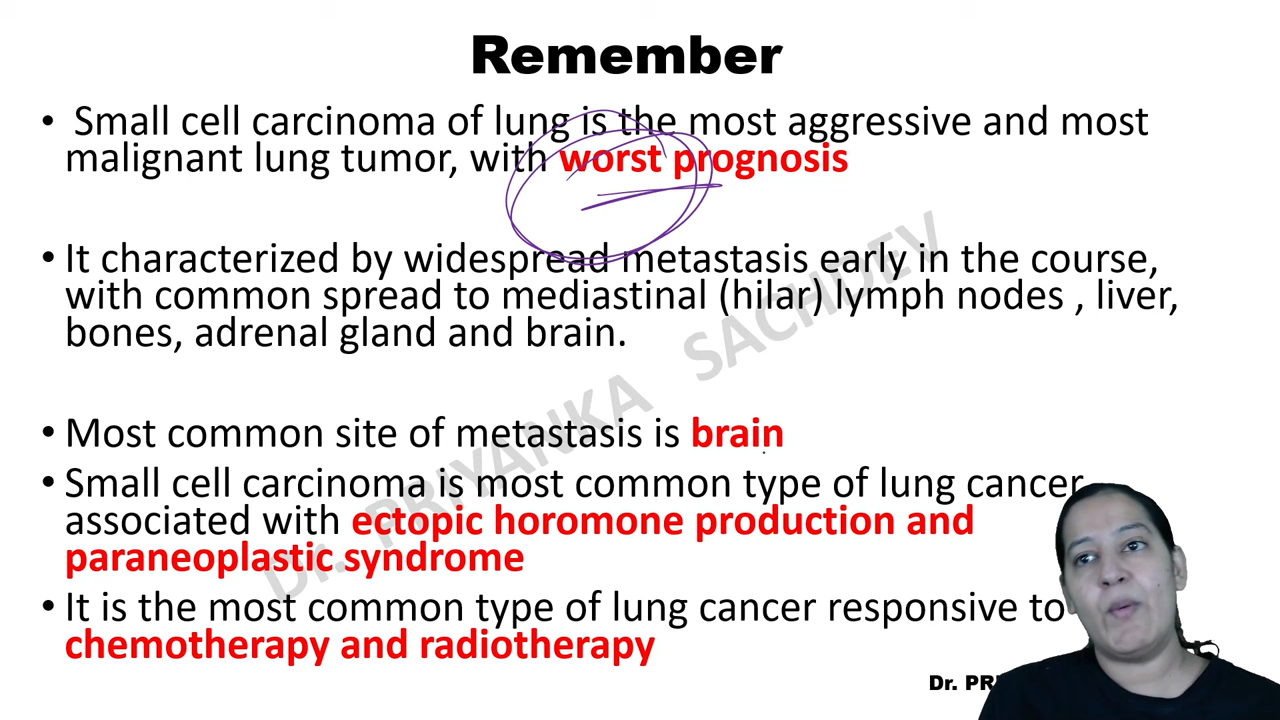 Remember
• Small cell carcinoma of lung is the most aggressive and most
malignant lung tumor, with worst prognosis
• It characterized by widespread metastasis early in the course,
with common spread to mediastinal (hilar) lymph nodes , liver,
bones, adrenal gland and brain.
• Most common site of metastasis is brain
• Small cell carcinoma is most common type of lung cancer
associated with ectopic horomone production and
paraneoplastic syndrome
• It is the most common type of lung cancer responsive to
chemotherapy and radiotherapy
Dr. PRIYANKA SACHDEV
Dr.